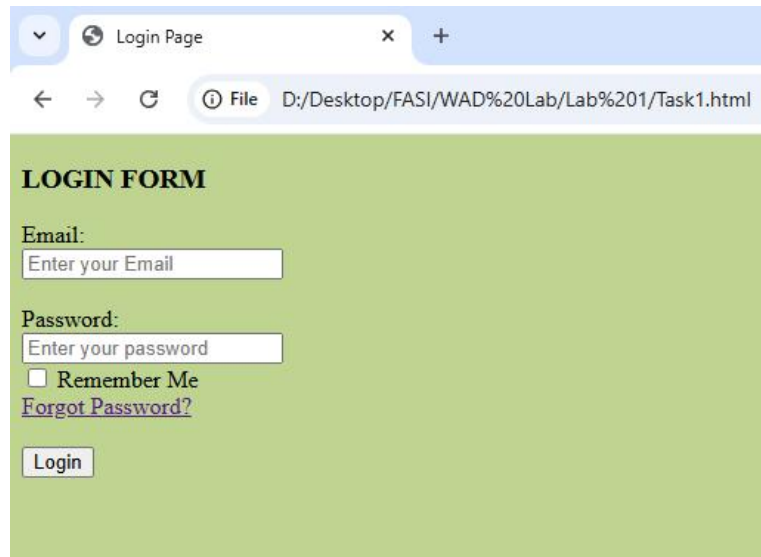 Login Page
File D:/Desktop/FASI/WAD%20Lab/Lab%201/Task1.html
LOGIN FORM
Email:
Enter your Email
Password:
Enter your password
Remember Me
Forgot Password?
Login